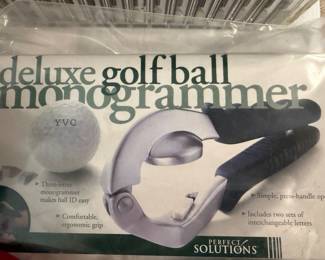 deluxe golf ball
monogrammer
YVC
• Three-letter
monogrammer
makes ball ID easy
• Comfortable,
ergonomic grip
• Simple, press-handle op
• Includes two sets of
interchangeable letters
PERFECT
SOLUTIONS